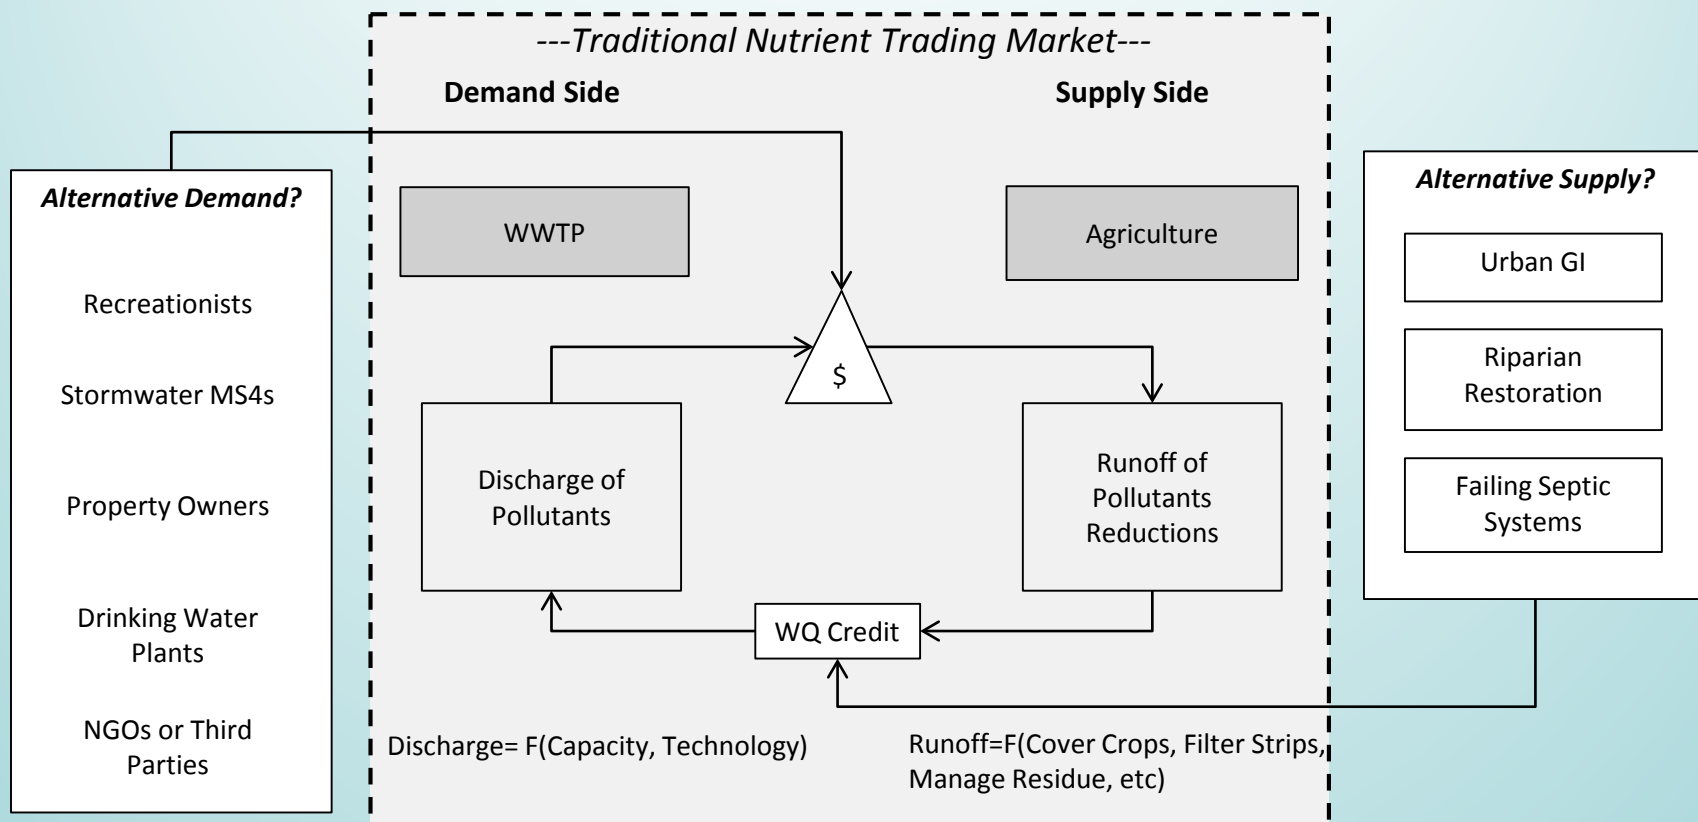 ---Traditional Nutrient Trading Market---
Demand Side
Supply Side
Alternative Demand?
Recreationists
Stormwater MS4s
Property Owners
Drinking Water
Plants
NGOs or Third
Parties
WWTP
Agriculture
$
Discharge of
Pollutants
Runoff of
Pollutants
Reductions
WQ Credit
Discharge= F(Capacity, Technology)
Runoff=F(Cover Crops, Filter Strips,
Manage Residue, etc)
Alternative Supply?
Urban GI
Riparian
Restoration
Failing Septic
Systems